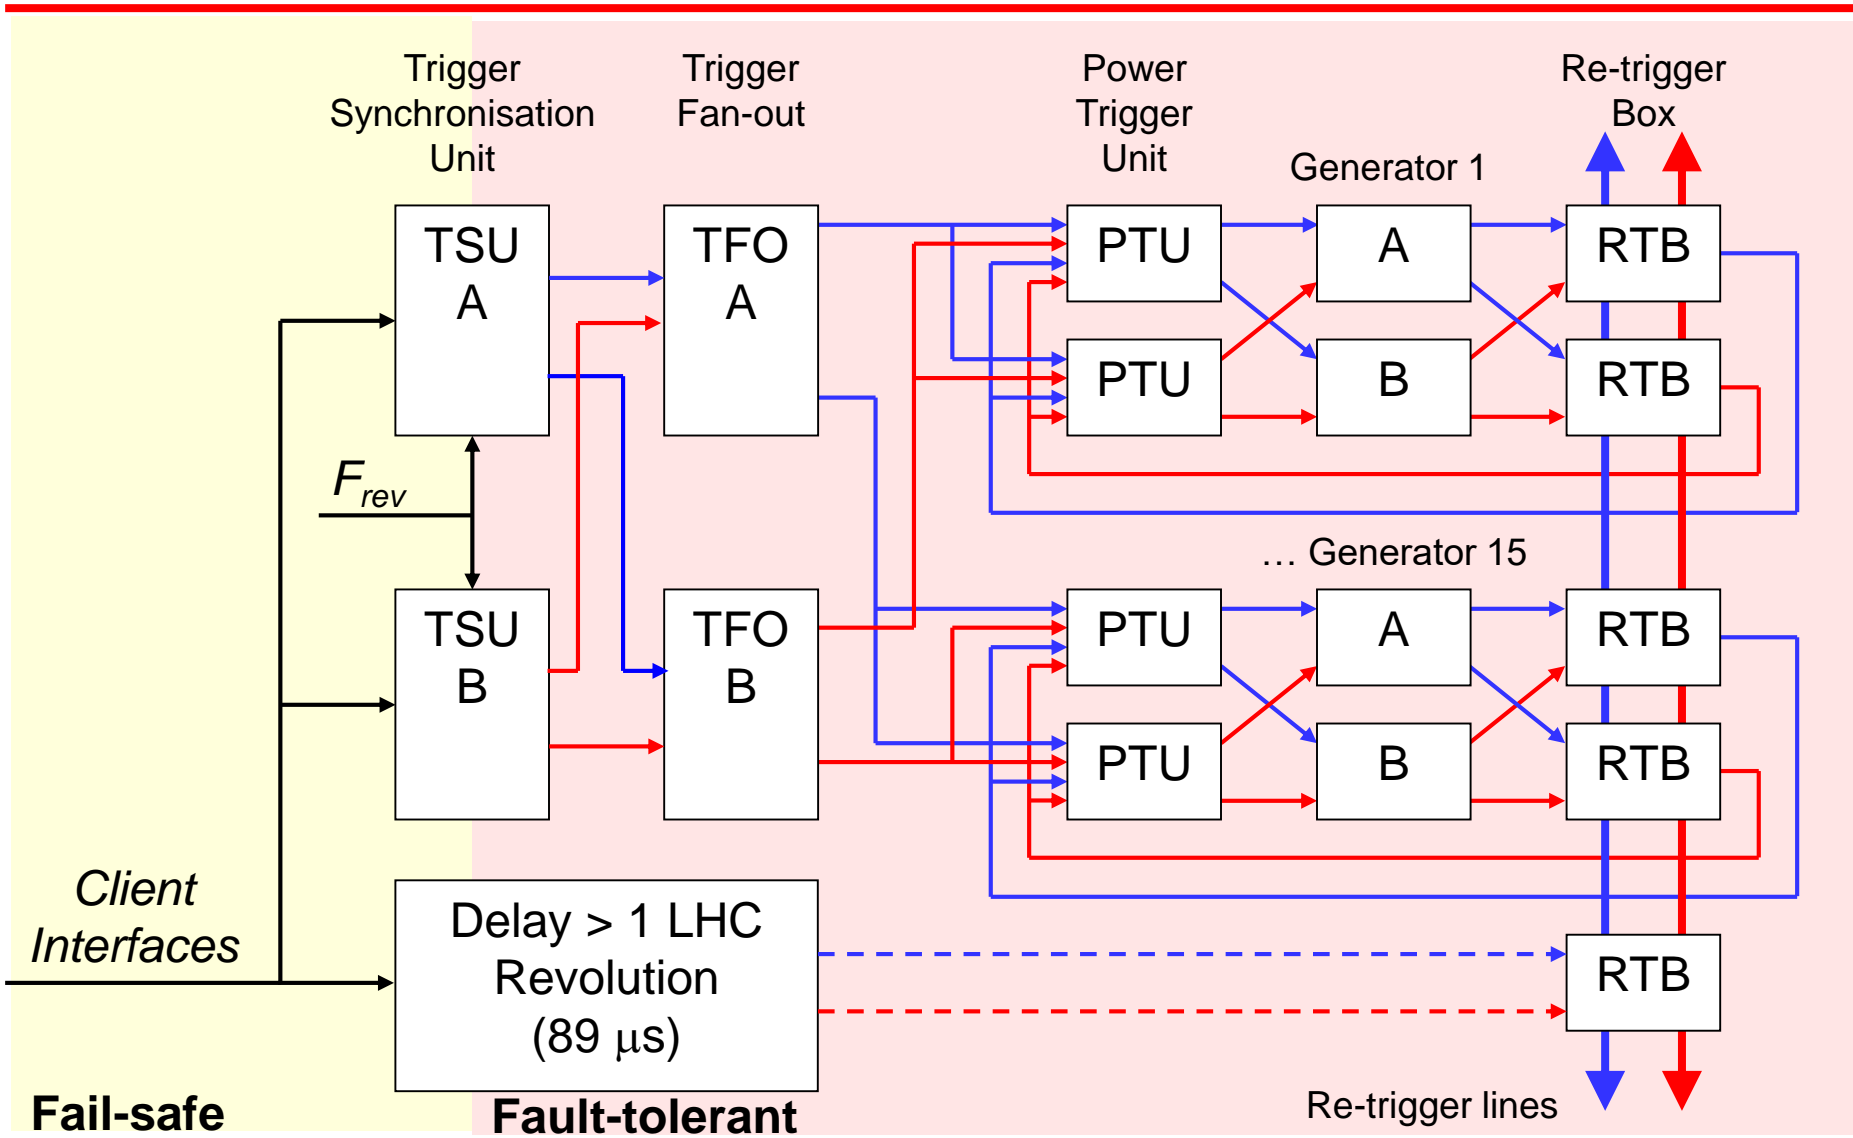 Trigger
Synchronisation
Unit
Trigger
Fan-out
Power
Trigger
Unit
Generator 1
Re-trigger
Box
TSU
A
TFO
A
PTU
A
RTB
PTU
B
RTB
F_rev
… Generator 15
TSU
B
TFO
B
PTU
A
RTB
PTU
B
RTB
Client
Interfaces
Delay > 1 LHC
Revolution
(89 μs)
RTB
Fail-safe
Fault-tolerant
Re-trigger lines